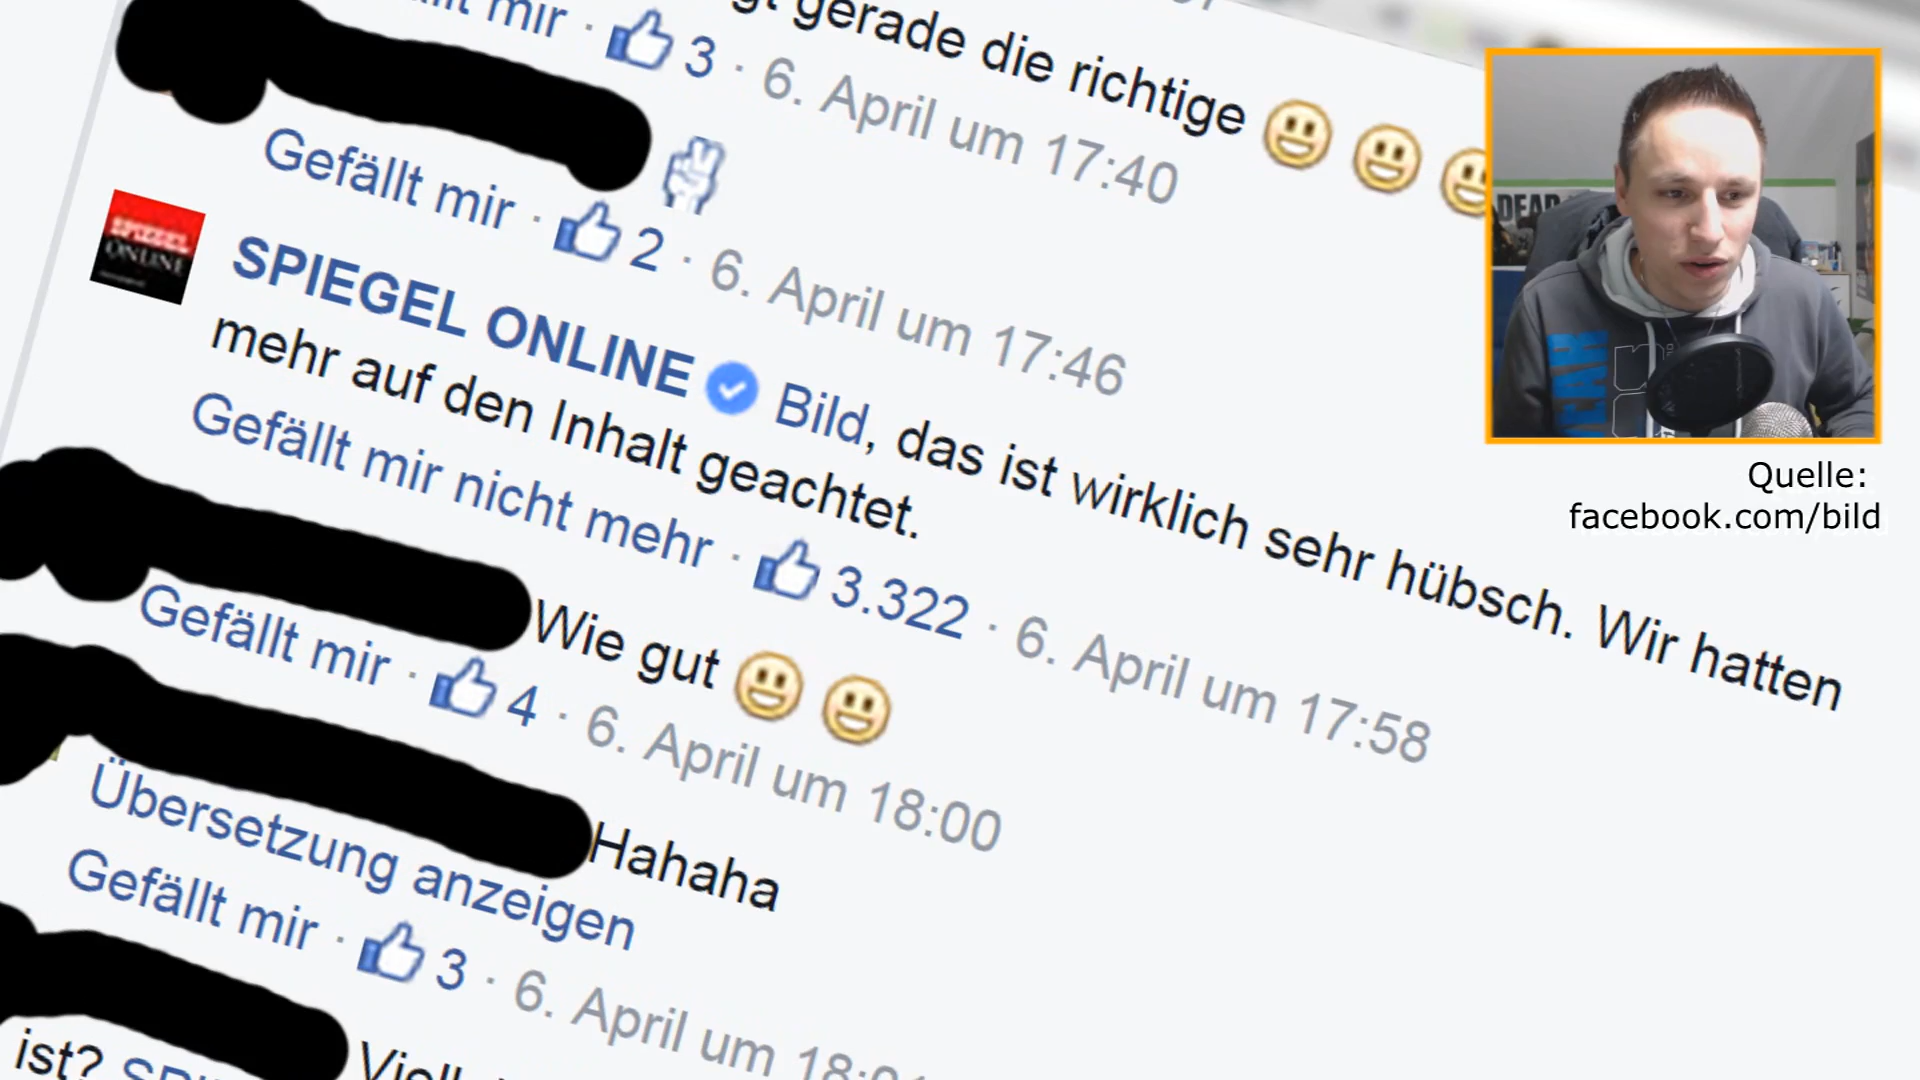 gerade die richtige
mir · 3 · 6. April um 17:40
Gefällt mir · 2 · 6. April um 17:46
SPIEGEL ONLINE
SPIEGEL ONLINE Bild, das ist wirklich sehr hübsch. Wir hatten
mehr auf den Inhalt geachtet.
Gefällt mir nicht mehr · 3.322 · 6. April um 17:58
Wie gut
Gefällt mir · 4 · 6. April um 18:00
Hahaha
Übersetzung anzeigen
Gefällt mir · 3 · 6. April um
ist?
DEAD
Quelle:
facebook.com/bild